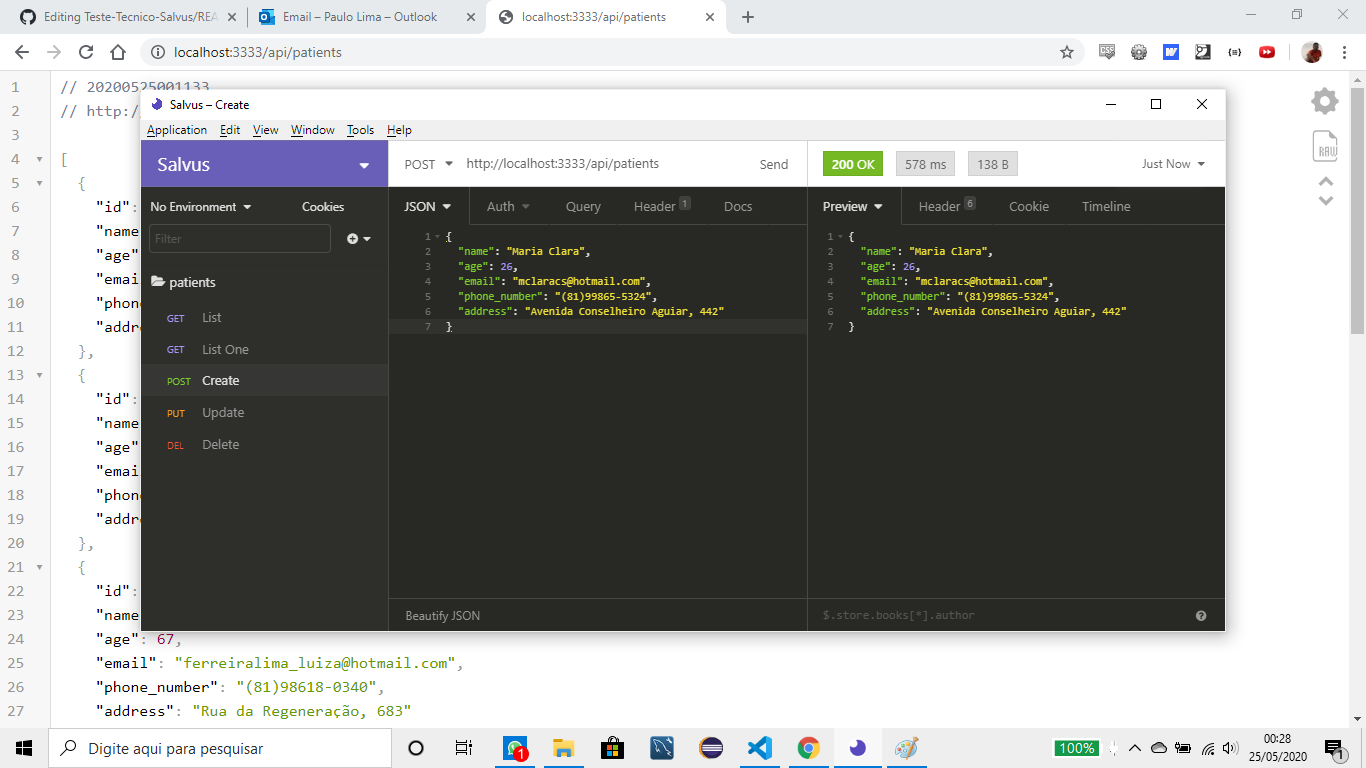 Editing Teste-Tecnico-Salvus/REA
Email – Paulo Lima – Outlook
localhost:3333/api/patients
localhost:3333/api/patients
1 // 20200525001133
2 // http:/
3
4 [
5 {
6 "id":
7 "name
8 "age"
9 "emai
10 "phon
11 "addre
12 },
13 {
14 "id":
15 "name
16 "age"
17 "emai
18 "phon
19 "addre
20 },
21 {
22 "id":
23 "name
24 "age": 67,
25 "email": "ferreiralima_luiza@hotmail.com",
26 "phone_number": "(81)98618-0340",
27 "address": "Rua da Regeneração, 683"
RAW
Salvus – Create
Application Edit View Window Tools Help
Salvus
POST http://localhost:3333/api/patients Send
200 OK 578 ms 138 B Just Now
No Environment Cookies
JSON Auth Query Header 1 Docs
Preview Header 6 Cookie Timeline
Filter
patients
GET List
GET List One
POST Create
PUT Update
DEL Delete
1 {
2 "name": "Maria Clara",
3 "age": 26,
4 "email": "mclaracs@hotmail.com",
5 "phone_number": "(81)99865-5324",
6 "address": "Avenida Conselheiro Aguiar, 442"
7 }
1 {
2 "name": "Maria Clara",
3 "age": 26,
4 "email": "mclaracs@hotmail.com",
5 "phone_number": "(81)99865-5324",
6 "address": "Avenida Conselheiro Aguiar, 442"
7 }
Beautify JSON
$.store.books[*].author
Digite aqui para pesquisar
1
100%
00:28
25/05/2020
1